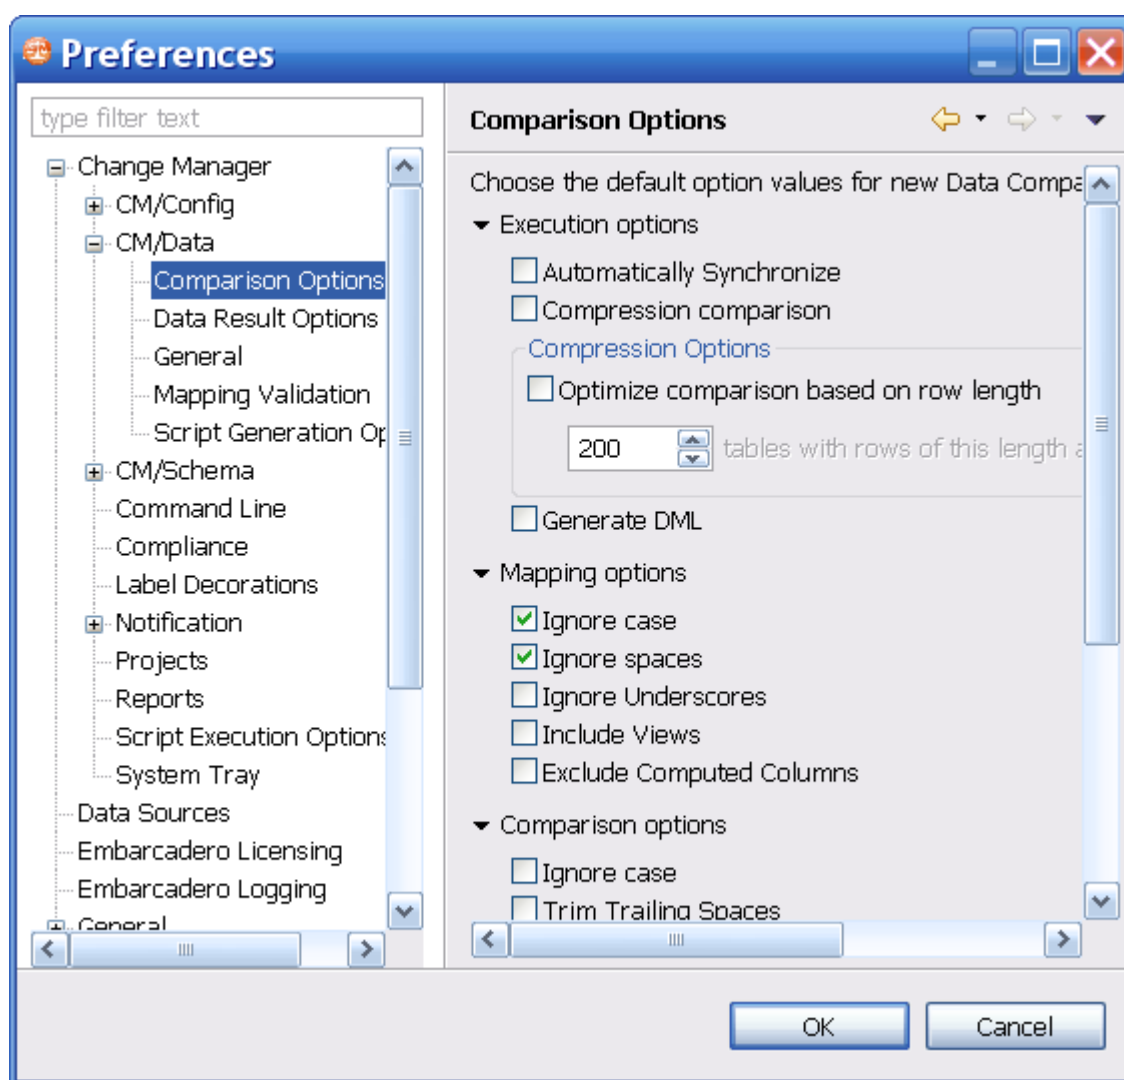 Preferences
type filter text
Change Manager
CM/Config
CM/Data
Comparison Options
Data Result Options
General
Mapping Validation
Script Generation Op
CM/Schema
Command Line
Compliance
Label Decorations
Notification
Projects
Reports
Script Execution Options
System Tray
Data Sources
Embarcadero Licensing
Embarcadero Logging
General
Comparison Options
Choose the default option values for new Data Compa
Execution options
Automatically Synchronize
Compression comparison
Compression Options
Optimize comparison based on row length
200 tables with rows of this length a
Generate DML
Mapping options
Ignore case
Ignore spaces
Ignore Underscores
Include Views
Exclude Computed Columns
Comparison options
Ignore case
Trim Trailing Spaces
OK
Cancel